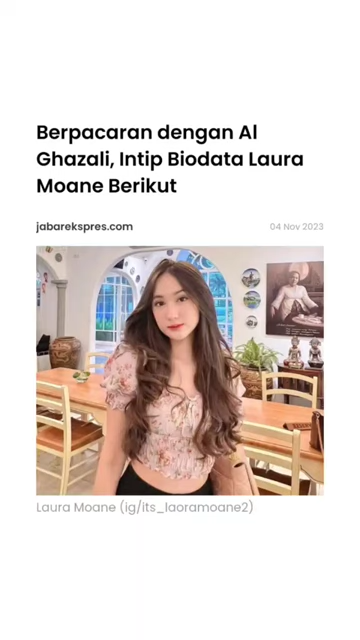 Berpacaran dengan Al
Ghazali, Intip Biodata Laura
Moane Berikut
jabarekspres.com
04 Nov 2023
Laura Moane (ig/its_laoramoane2)